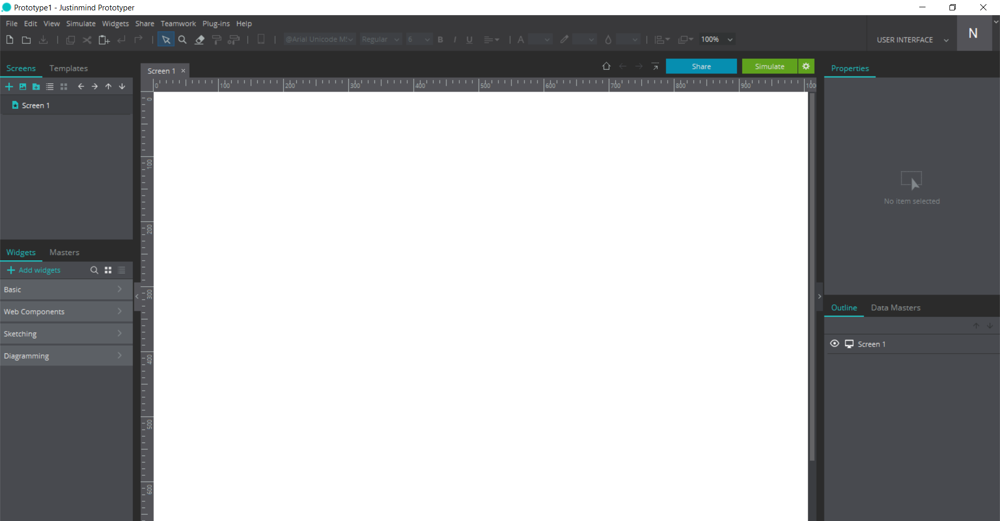 Prototype1 - Justinmind Prototyper
File Edit View Simulate Widgets Share Teamwork Plug-ins Help
@Arial Unicode M! Regular 6 B I U A 100% USER INTERFACE N
Screens Templates
Screen 1
Share Simulate
Properties
0 100 200 300 400 500 600 700 800 900 100
Screen 1
0
100
200
300
400
500
600
No item selected
Widgets Masters
Add widgets
Basic
Web Components
Sketching
Diagramming
Outline Data Masters
Screen 1